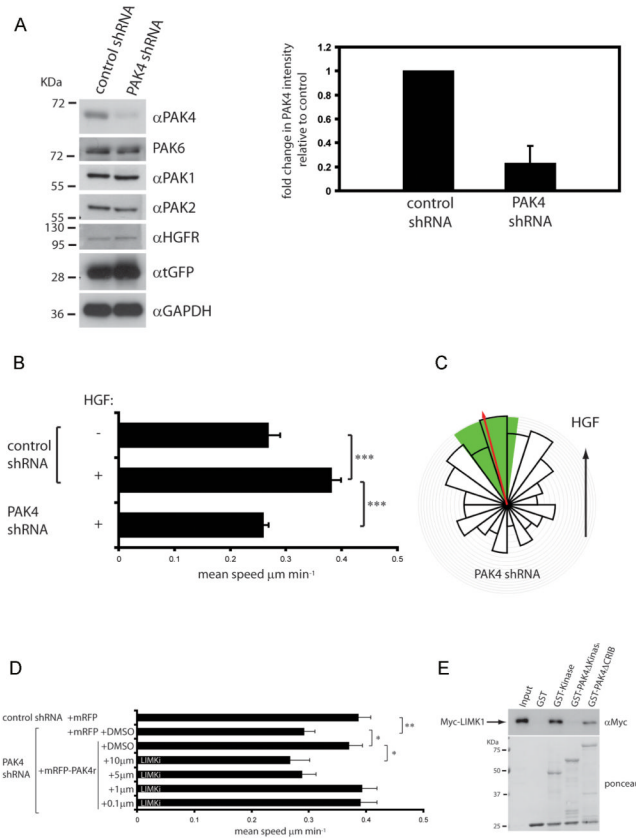 A
control shRNA
PAK4 shRNA
KDa
72
αPAK4
72
PAK6
55
αPAK1
55
αPAK2
130
95
αHGFR
28
αtGFP
36
αGAPDH
fold change in PAK4 intensity
relative to control
1.2
1
0.8
0.6
0.4
0.2
0
control
shRNA
PAK4
shRNA
B
HGF:
control
shRNA
-
+
PAK4
shRNA
+
***
***
0 0.1 0.2 0.3 0.4 0.5
mean speed μm min-1
C
HGF
PAK4 shRNA
D
control shRNA +mRFP
+mRFP +DMSO
PAK4
shRNA
+mRFP-PAK4r
+DMSO
+10μm LIMKi
+5μm LIMKi
+1μm LIMKi
+0.1μm LIMKi
**
*
*
0 0.1 0.2 0.3 0.4 0.5
mean speed μm min-1
E
Input
GST
GST-Kinase
GST-PAK4ΔKinas
GST-PAK4ΔCRIB
Myc-LIMK1
αMyc
KDa
75
50
37
25
ponceau